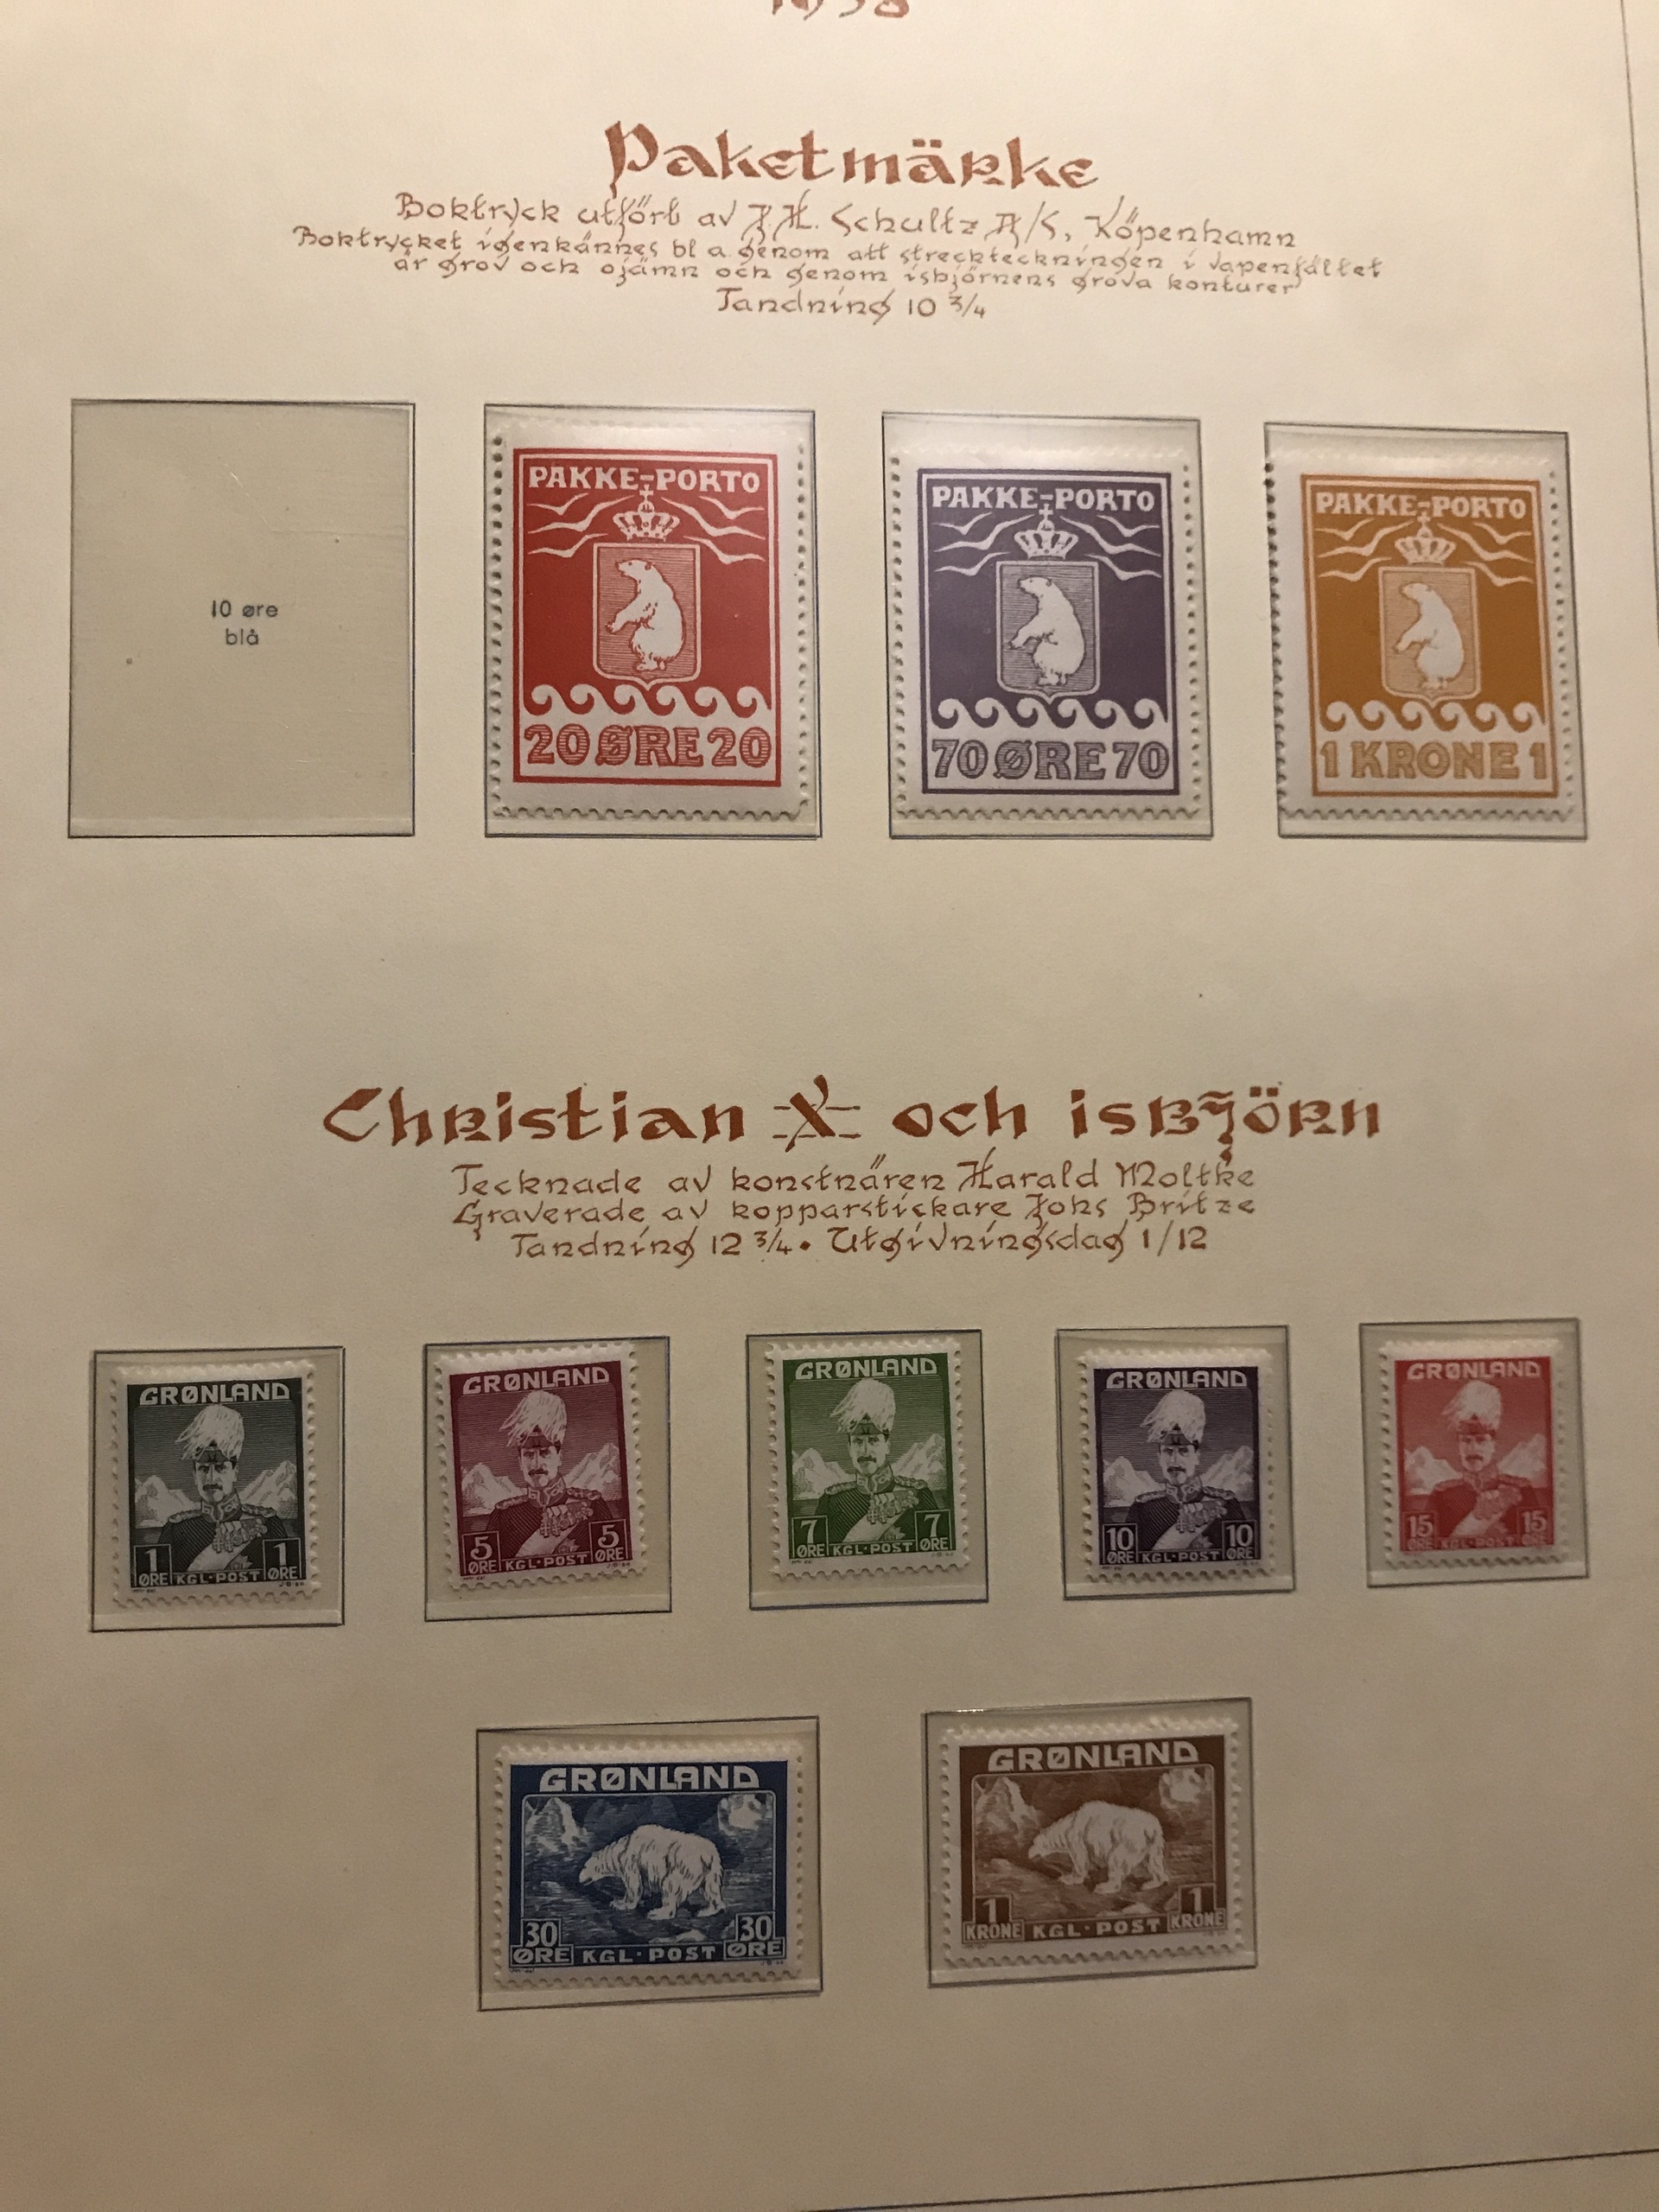 1938
Paketmärke
Boktryck utfört av J.H. Schultz A/S, Köpenhamn
Boktrycket igenkännes bl a genom att streckteckningen i vapenfältet
är grov och ojämn och genom isbjörnens grova konturer
Tandning 10 3/4
10 øre
blå
PAKKE-PORTO
20 ØRE 20
PAKKE-PORTO
70 ØRE 70
PAKKE-PORTO
1 KRONE 1
Christian X och isbjörn
Tecknade av konstnären Harald Moltke
Graverade av kopparstickare Johs Britze
Tandning 12 3/4 • Utgivningsdag 1/12
GRØNLAND
1 1
ØRE KGL·POST ØRE
GRØNLAND
5 5
ØRE KGL·POST ØRE
GRØNLAND
7 7
ØRE KGL·POST ØRE
GRØNLAND
10 10
ØRE KGL·POST ØRE
GRØNLAND
15 15
ØRE KGL·POST ØRE
GRØNLAND
30 30
ØRE KGL·POST ØRE
GRØNLAND
1 1
KRONE KGL·POST KRONE